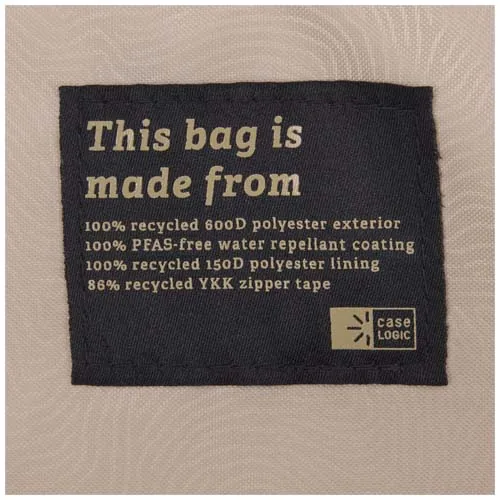 This bag is
made from
100% recycled 600D polyester exterior
100% PFAS-free water repellant coating
100% recycled 150D polyester lining
86% recycled YKK zipper tape
case
LOGIC